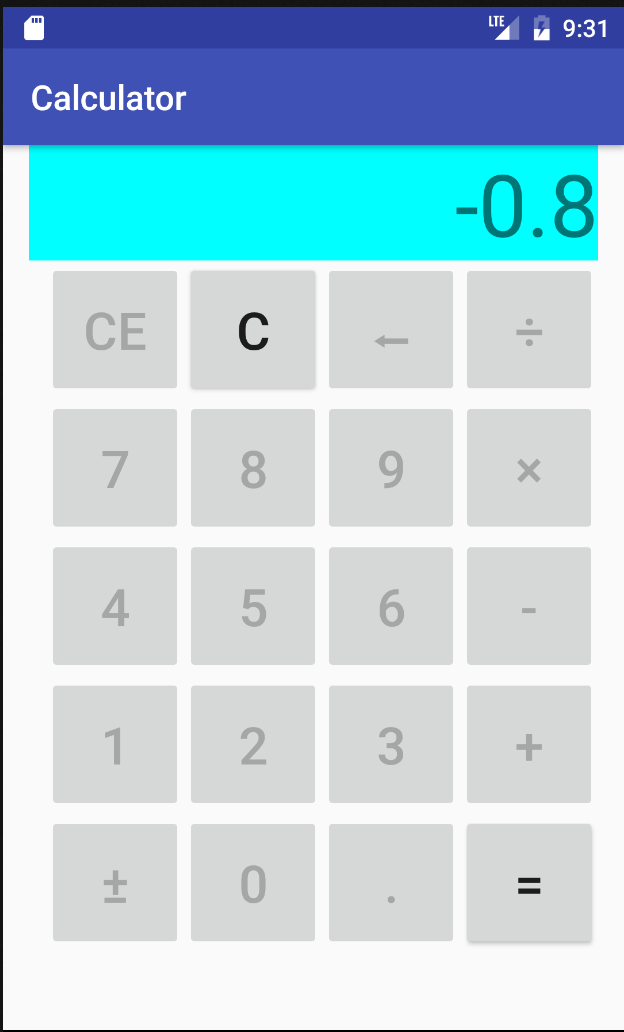 LTE 9:31
Calculator
-0.8
CE C ← ÷
7 8 9 ×
4 5 6 -
1 2 3 +
± 0 . =